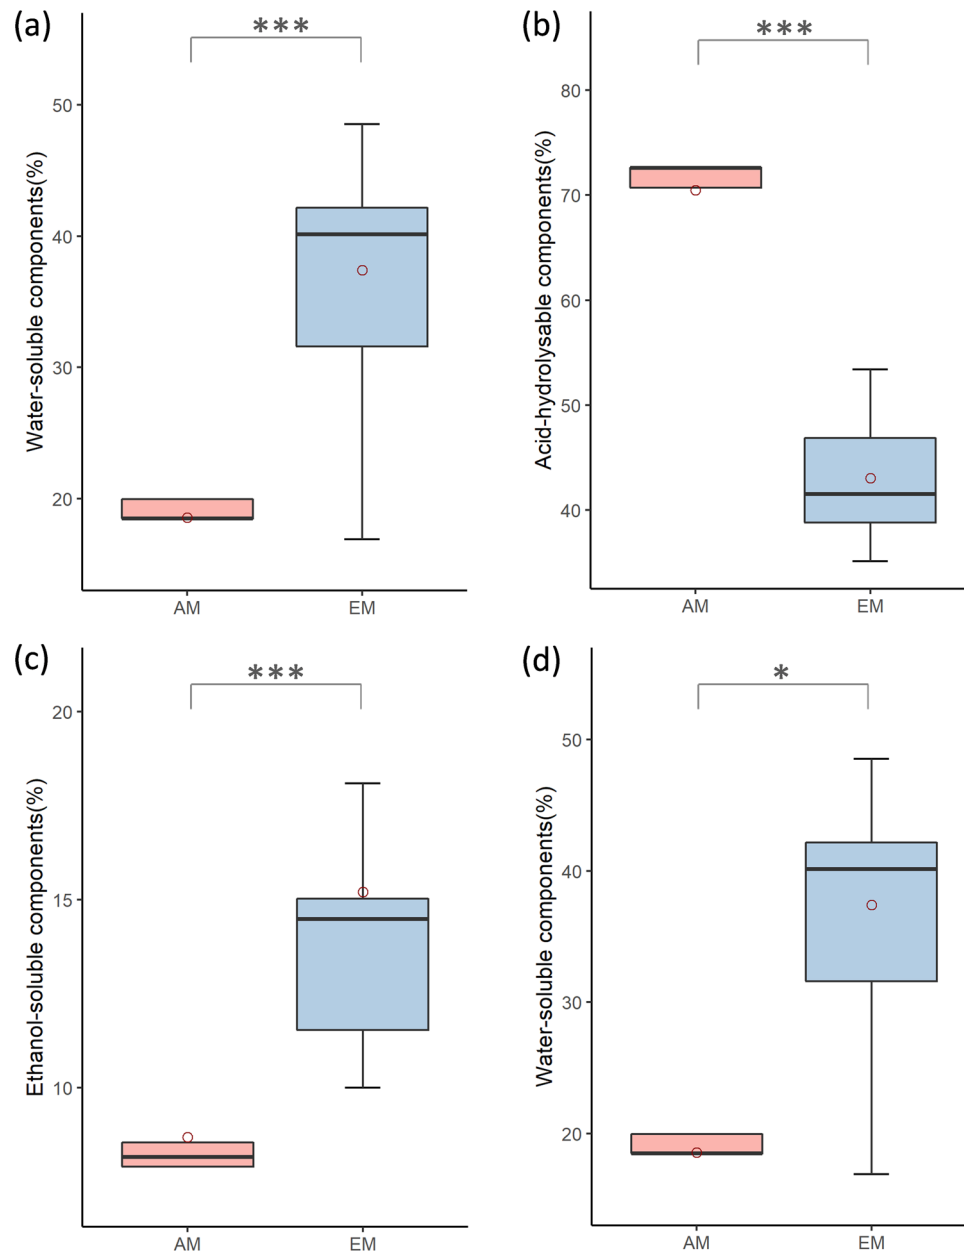 (a)
***
Water-soluble components(%)
50
40
30
20
AM
EM
(b)
***
Acid-hydrolysable components(%)
80
70
60
50
40
AM
EM
(c)
***
Ethanol-soluble components(%)
20
15
10
AM
EM
(d)
*
Water-soluble components(%)
50
40
30
20
AM
EM